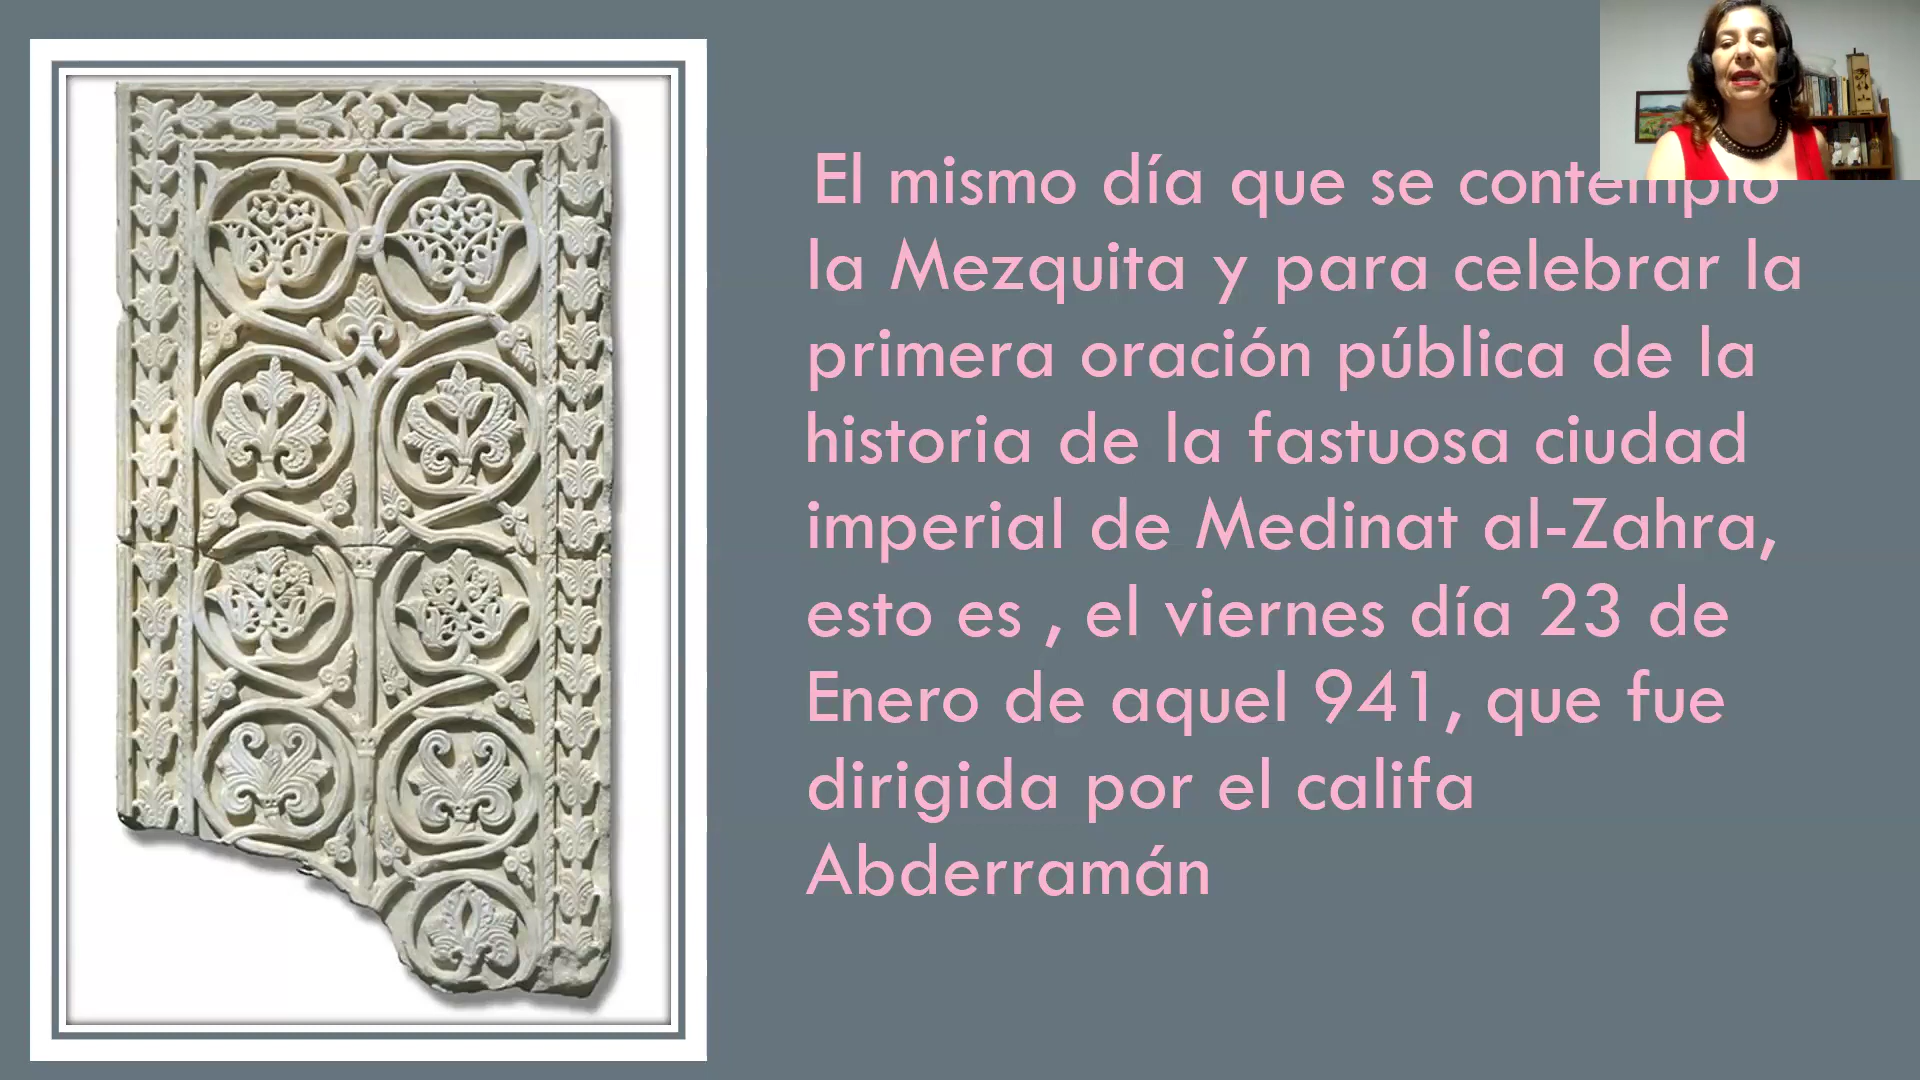 El mismo día que se contempló
la Mezquita y para celebrar la
primera oración pública de la
historia de la fastuosa ciudad
imperial de Medinat al-Zahra,
esto es , el viernes día 23 de
Enero de aquel 941, que fue
dirigida por el califa
Abderramán